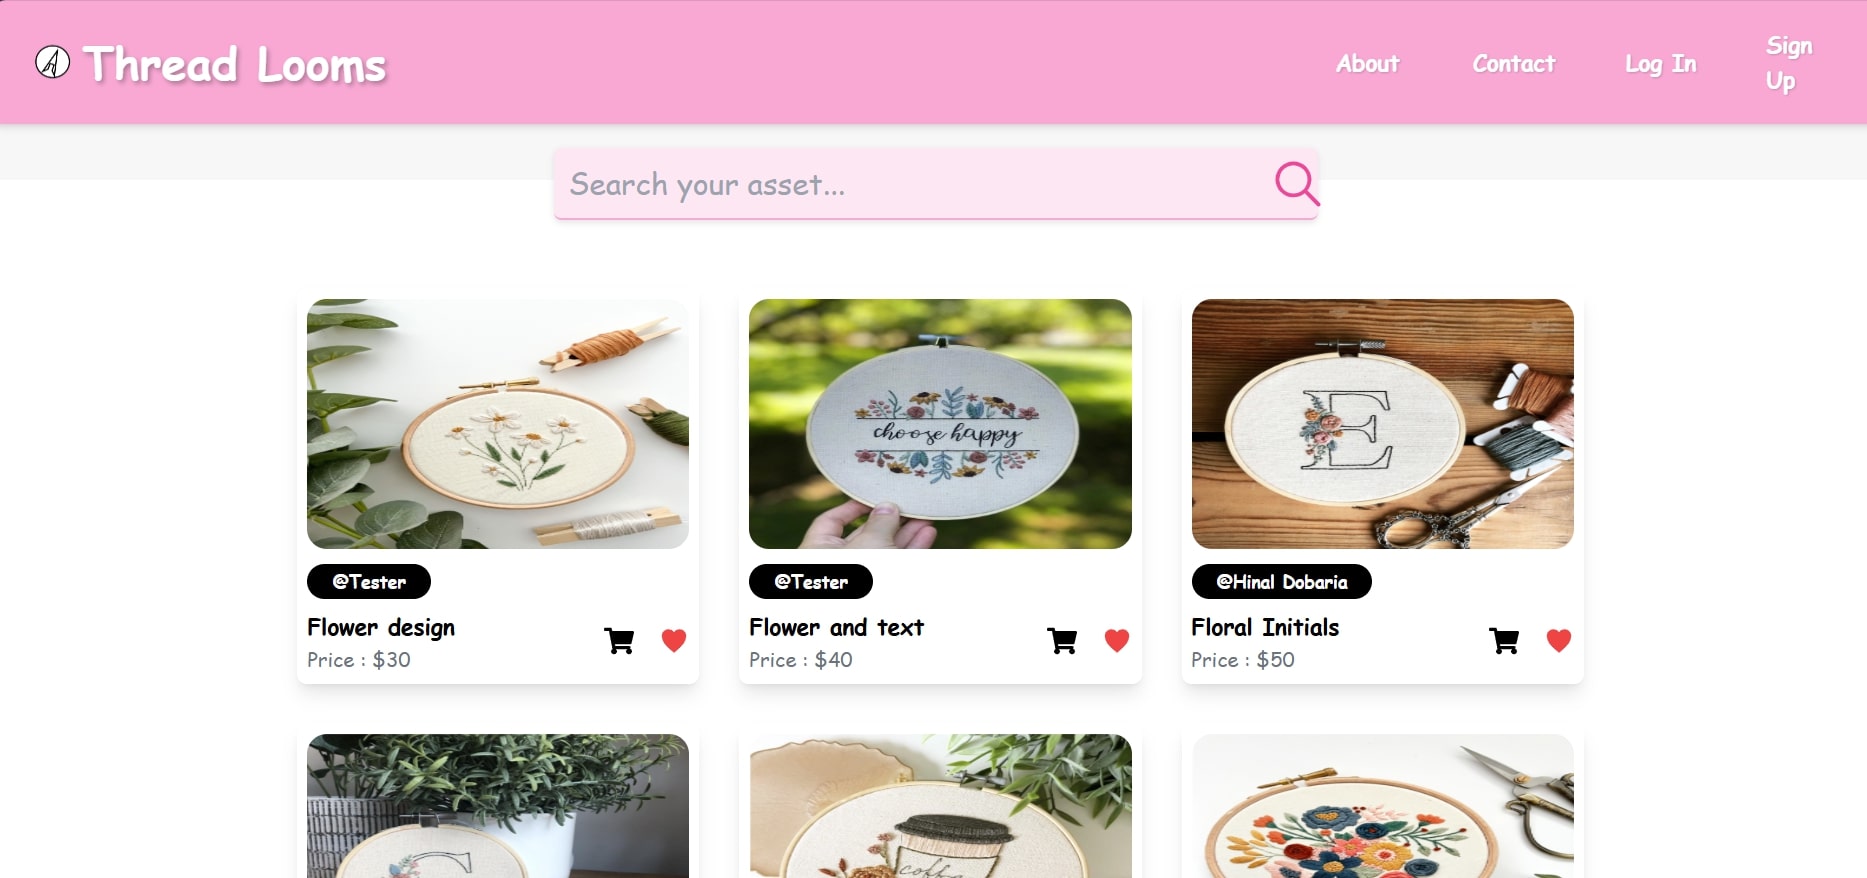 Thread Looms
About
Contact
Log In
Sign
Up
Search your asset...
choose happy
E
@Tester
@Tester
@Hinal Dobaria
Flower design
Flower and text
Floral Initials
Price : $30
Price : $40
Price : $50
C
coffee